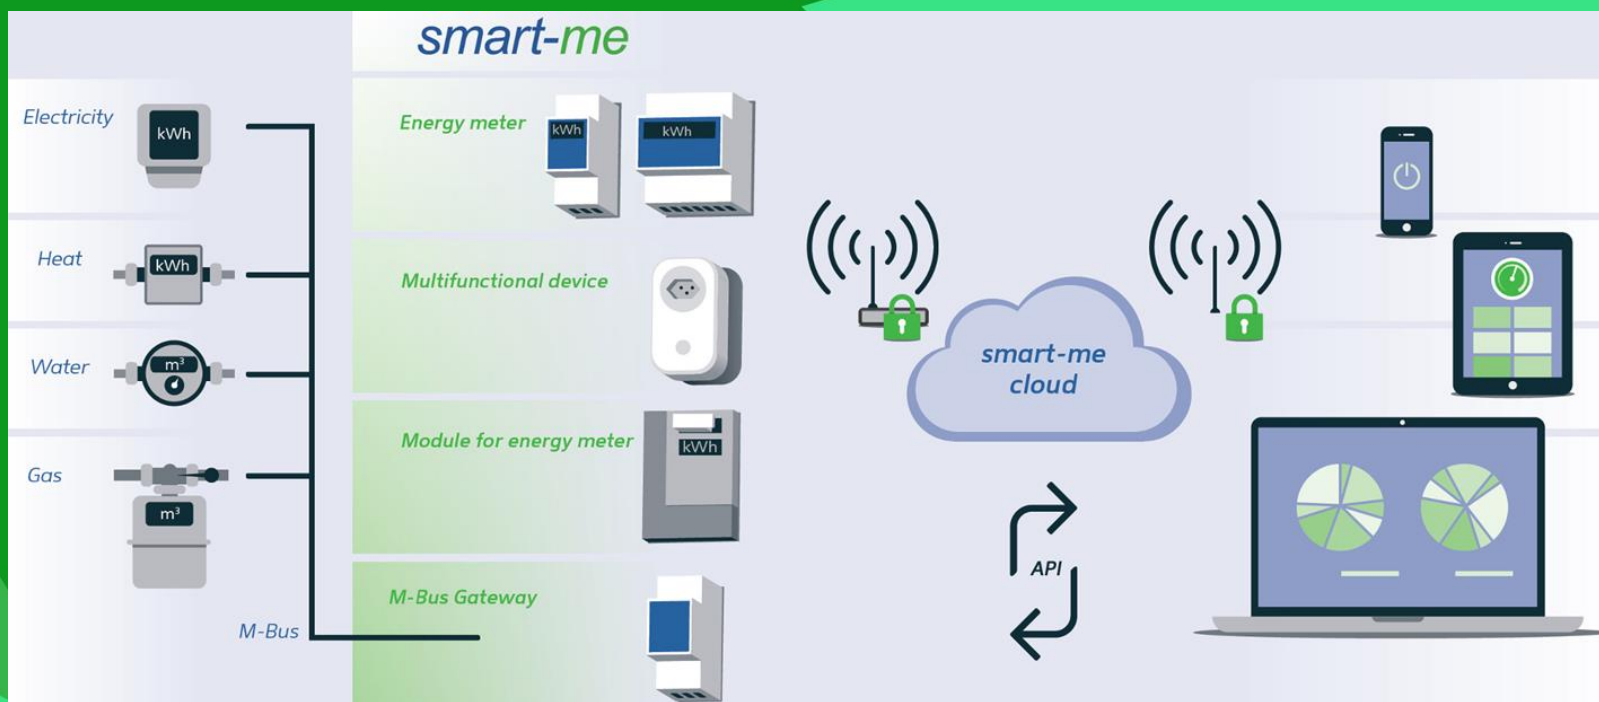 smart-me
Electricity
kWh
Heat
kWh
Water
m³
Gas
m³
M-Bus
Energy meter
kWh
kWh
Multifunctional device
Module for energy meter
kWh
M-Bus Gateway
smart-me
cloud
API